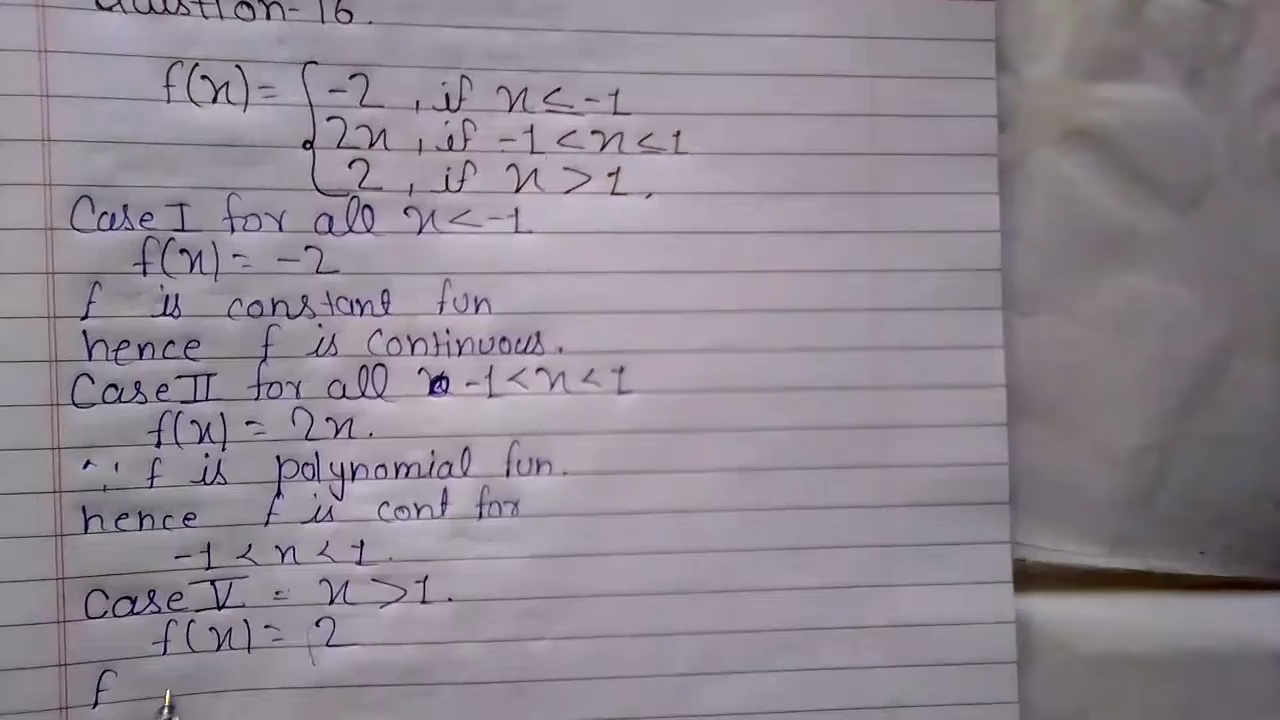 Question-16.
f(x) = { -2 , if x ≤ -1
2x , if -1 < x ≤ 1
2 , if x > 1.
Case I for all x < -1
f(x) = -2
f is constant fun
hence f is continuous.
Case II for all -1 < x < 1
f(x) = 2x.
∵ f is polynomial fun.
hence f is cont for
-1 < x < 1.
Case V = x > 1.
f(x) = 2
f